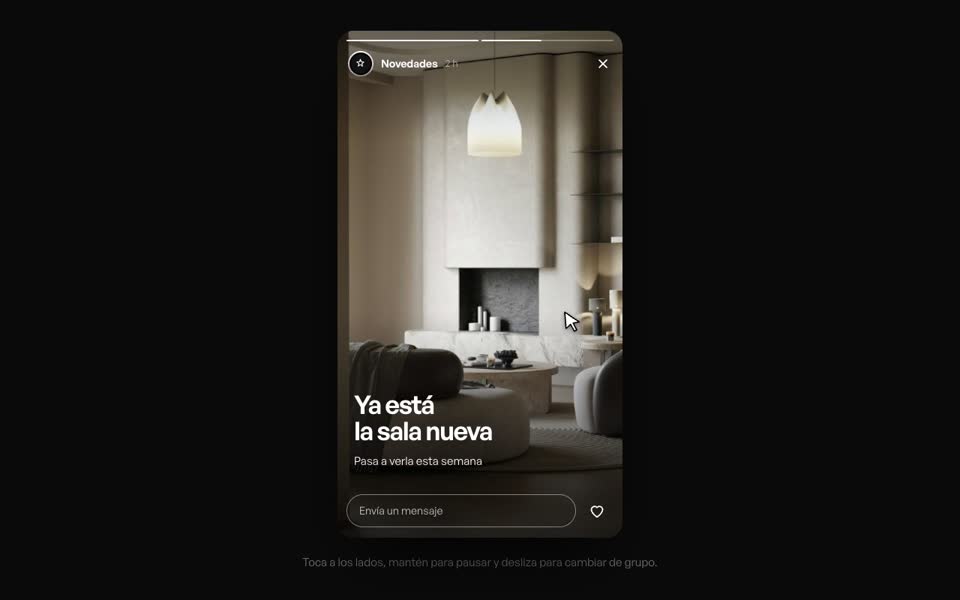 Novedades 2 h
Ya está
la sala nueva
Pasa a verla esta semana
Envía un mensaje
Toca a los lados, mantén para pausar y desliza para cambiar de grupo.